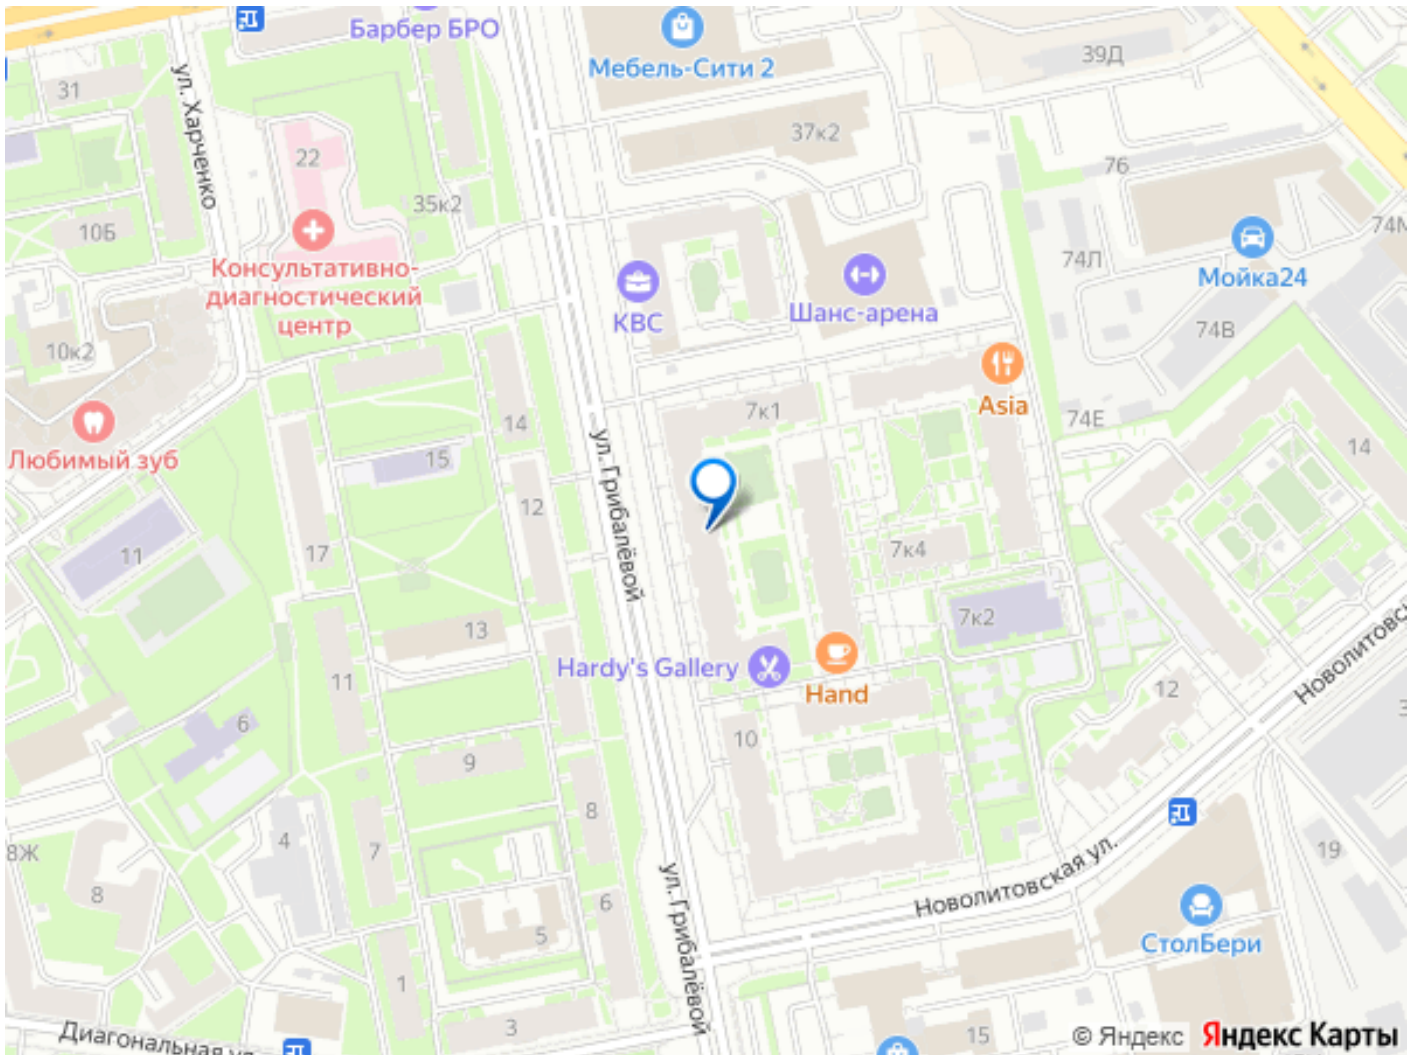 Барбер БРО
Мебель-Сити 2
39Д
31
ул. Харченко
37к2
22
76
35к2
10Б
74М
74Л
Консультативно-
диагностический
центр
КВС
Шанс-арена
Мойка24
74В
10к2
Asia
7к1
74Е
14
Любимый зуб
15
14
ул. Грибалёвой
12
11
17
7к4
7к2
13
Hardy's Gallery
Hand
11
12
6
10
9
Новолитовская ул.
8
4
7
8Ж
19
8
ул. Грибалёвой
6
5
СтолБери
1
3
15
Диагональная ул.
© Яндекс Яндекс Карты